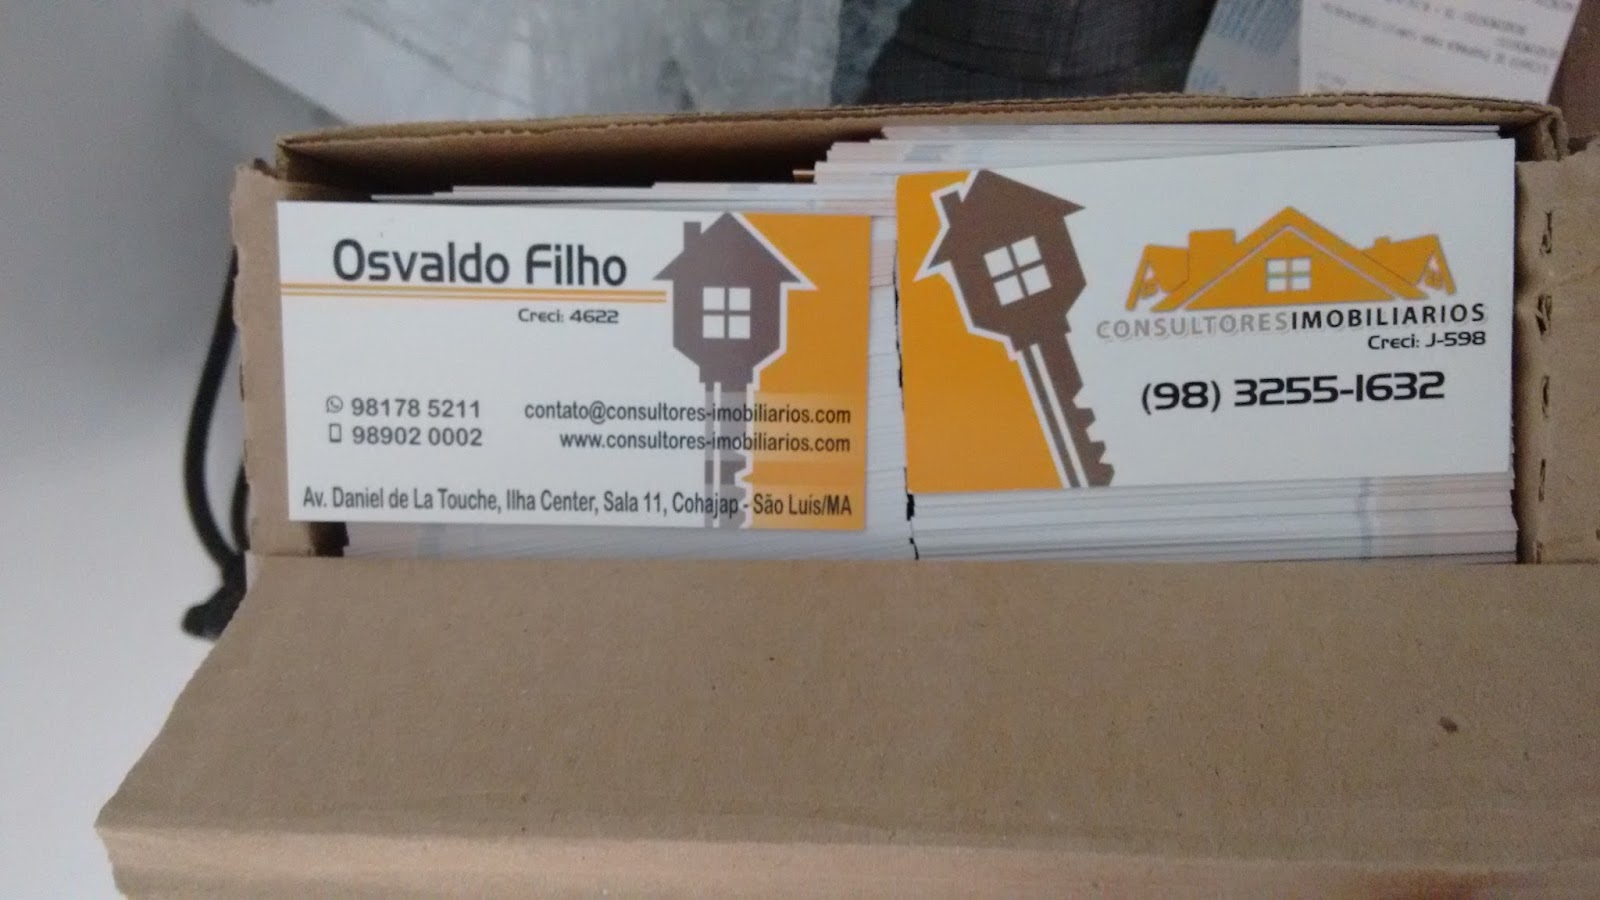 Osvaldo Filho
Creci: 4622
98178 5211
98902 0002
contato@consultores-imobiliarios.com
www.consultores-imobiliarios.com
Av. Daniel de La Touche, Ilha Center, Sala 11, Cohajap - São Luís/MA
CONSULTORESIMOBILIARIOS
Creci: J-598
(98) 3255-1632